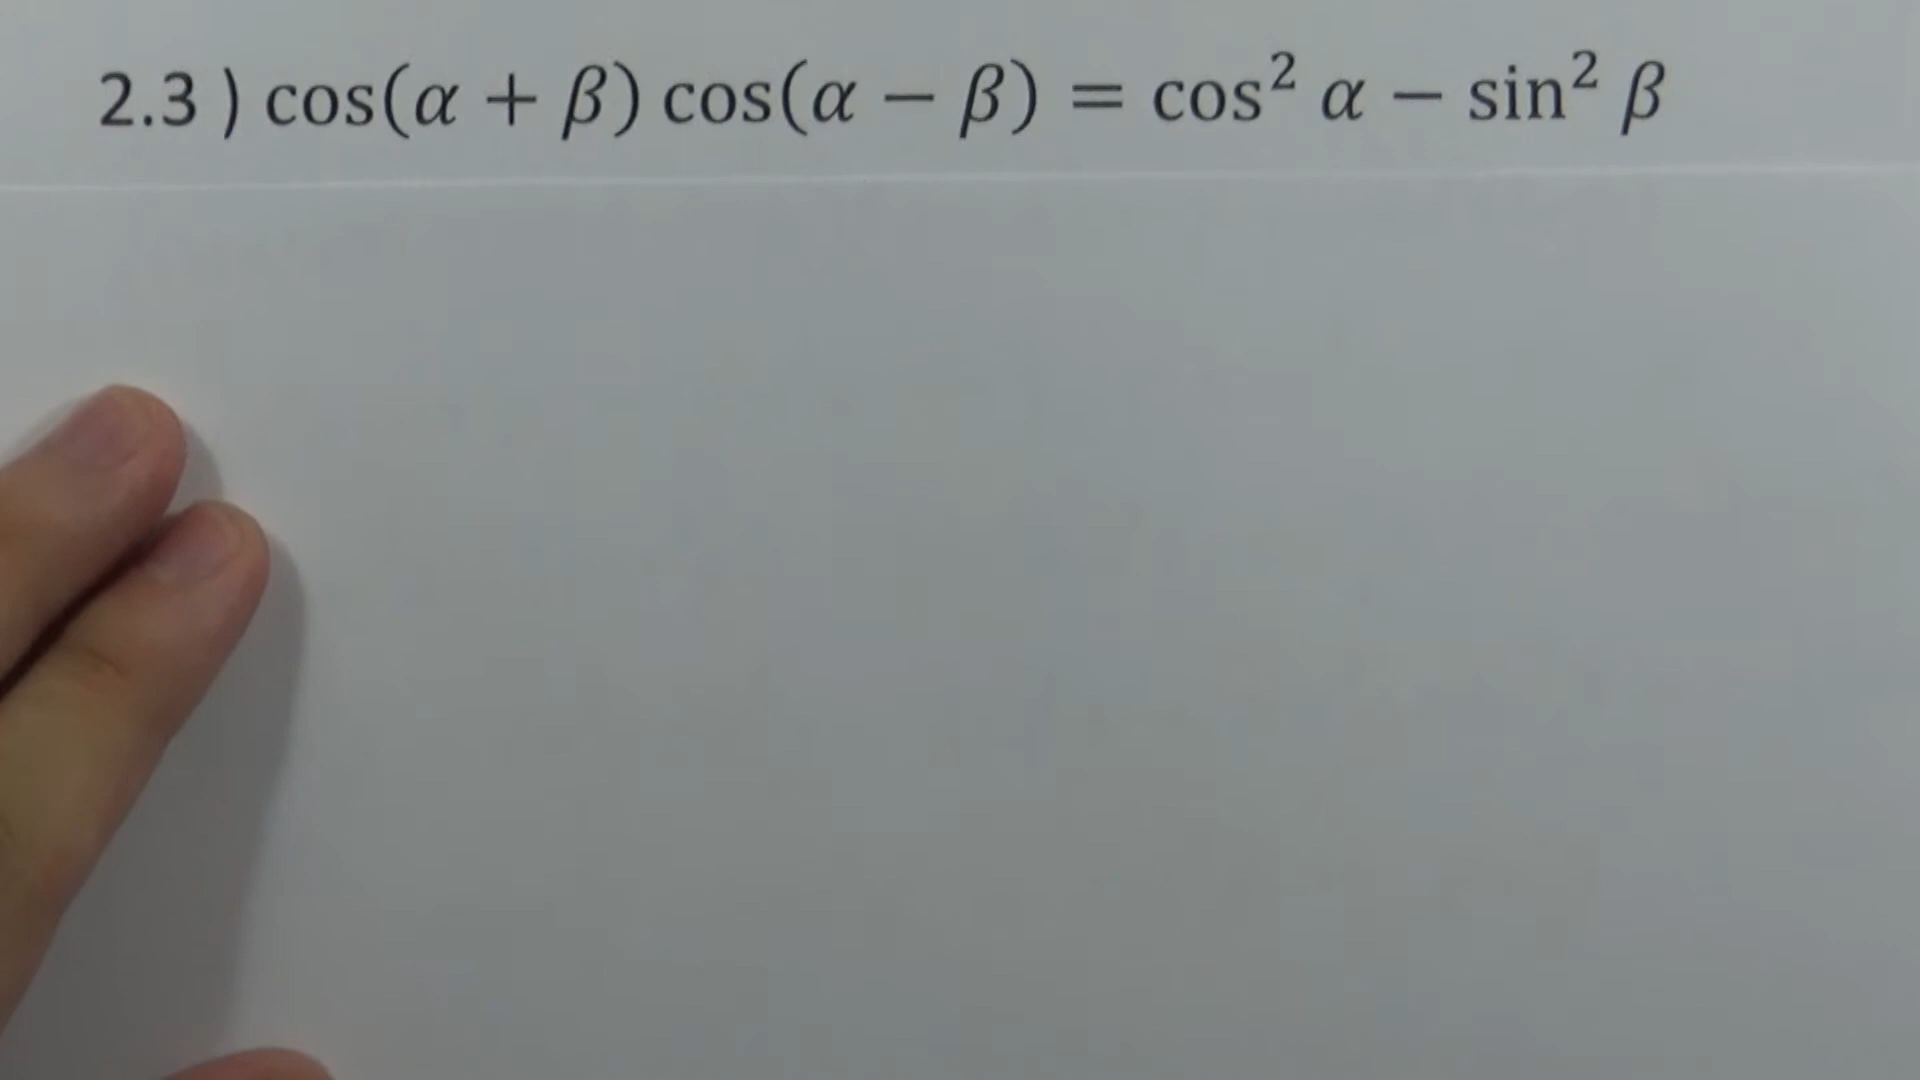 2.3 ) cos(α + β) cos(α − β) = cos² α − sin² β